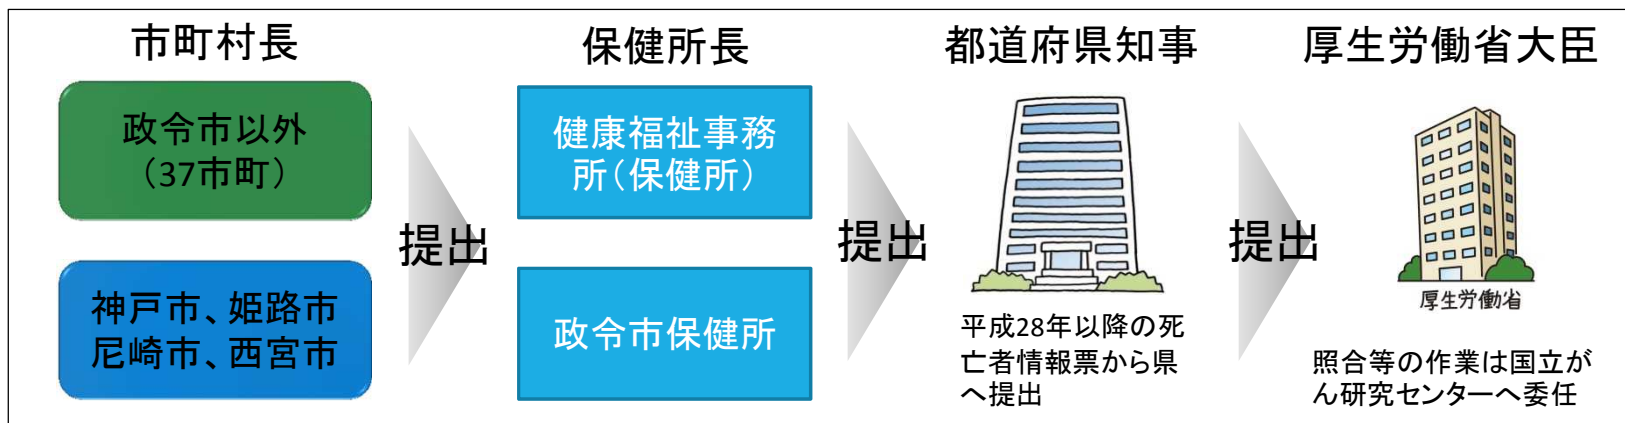 市町村長
保健所長
都道府県知事
厚生労働省大臣
政令市以外
（37市町）
神戸市、姫路市
尼崎市、西宮市
提出
健康福祉事務
所（保健所）
政令市保健所
提出
平成28年以降の死
亡者情報票から県
へ提出
提出
厚生労働省
照合等の作業は国立が
ん研究センターへ委任